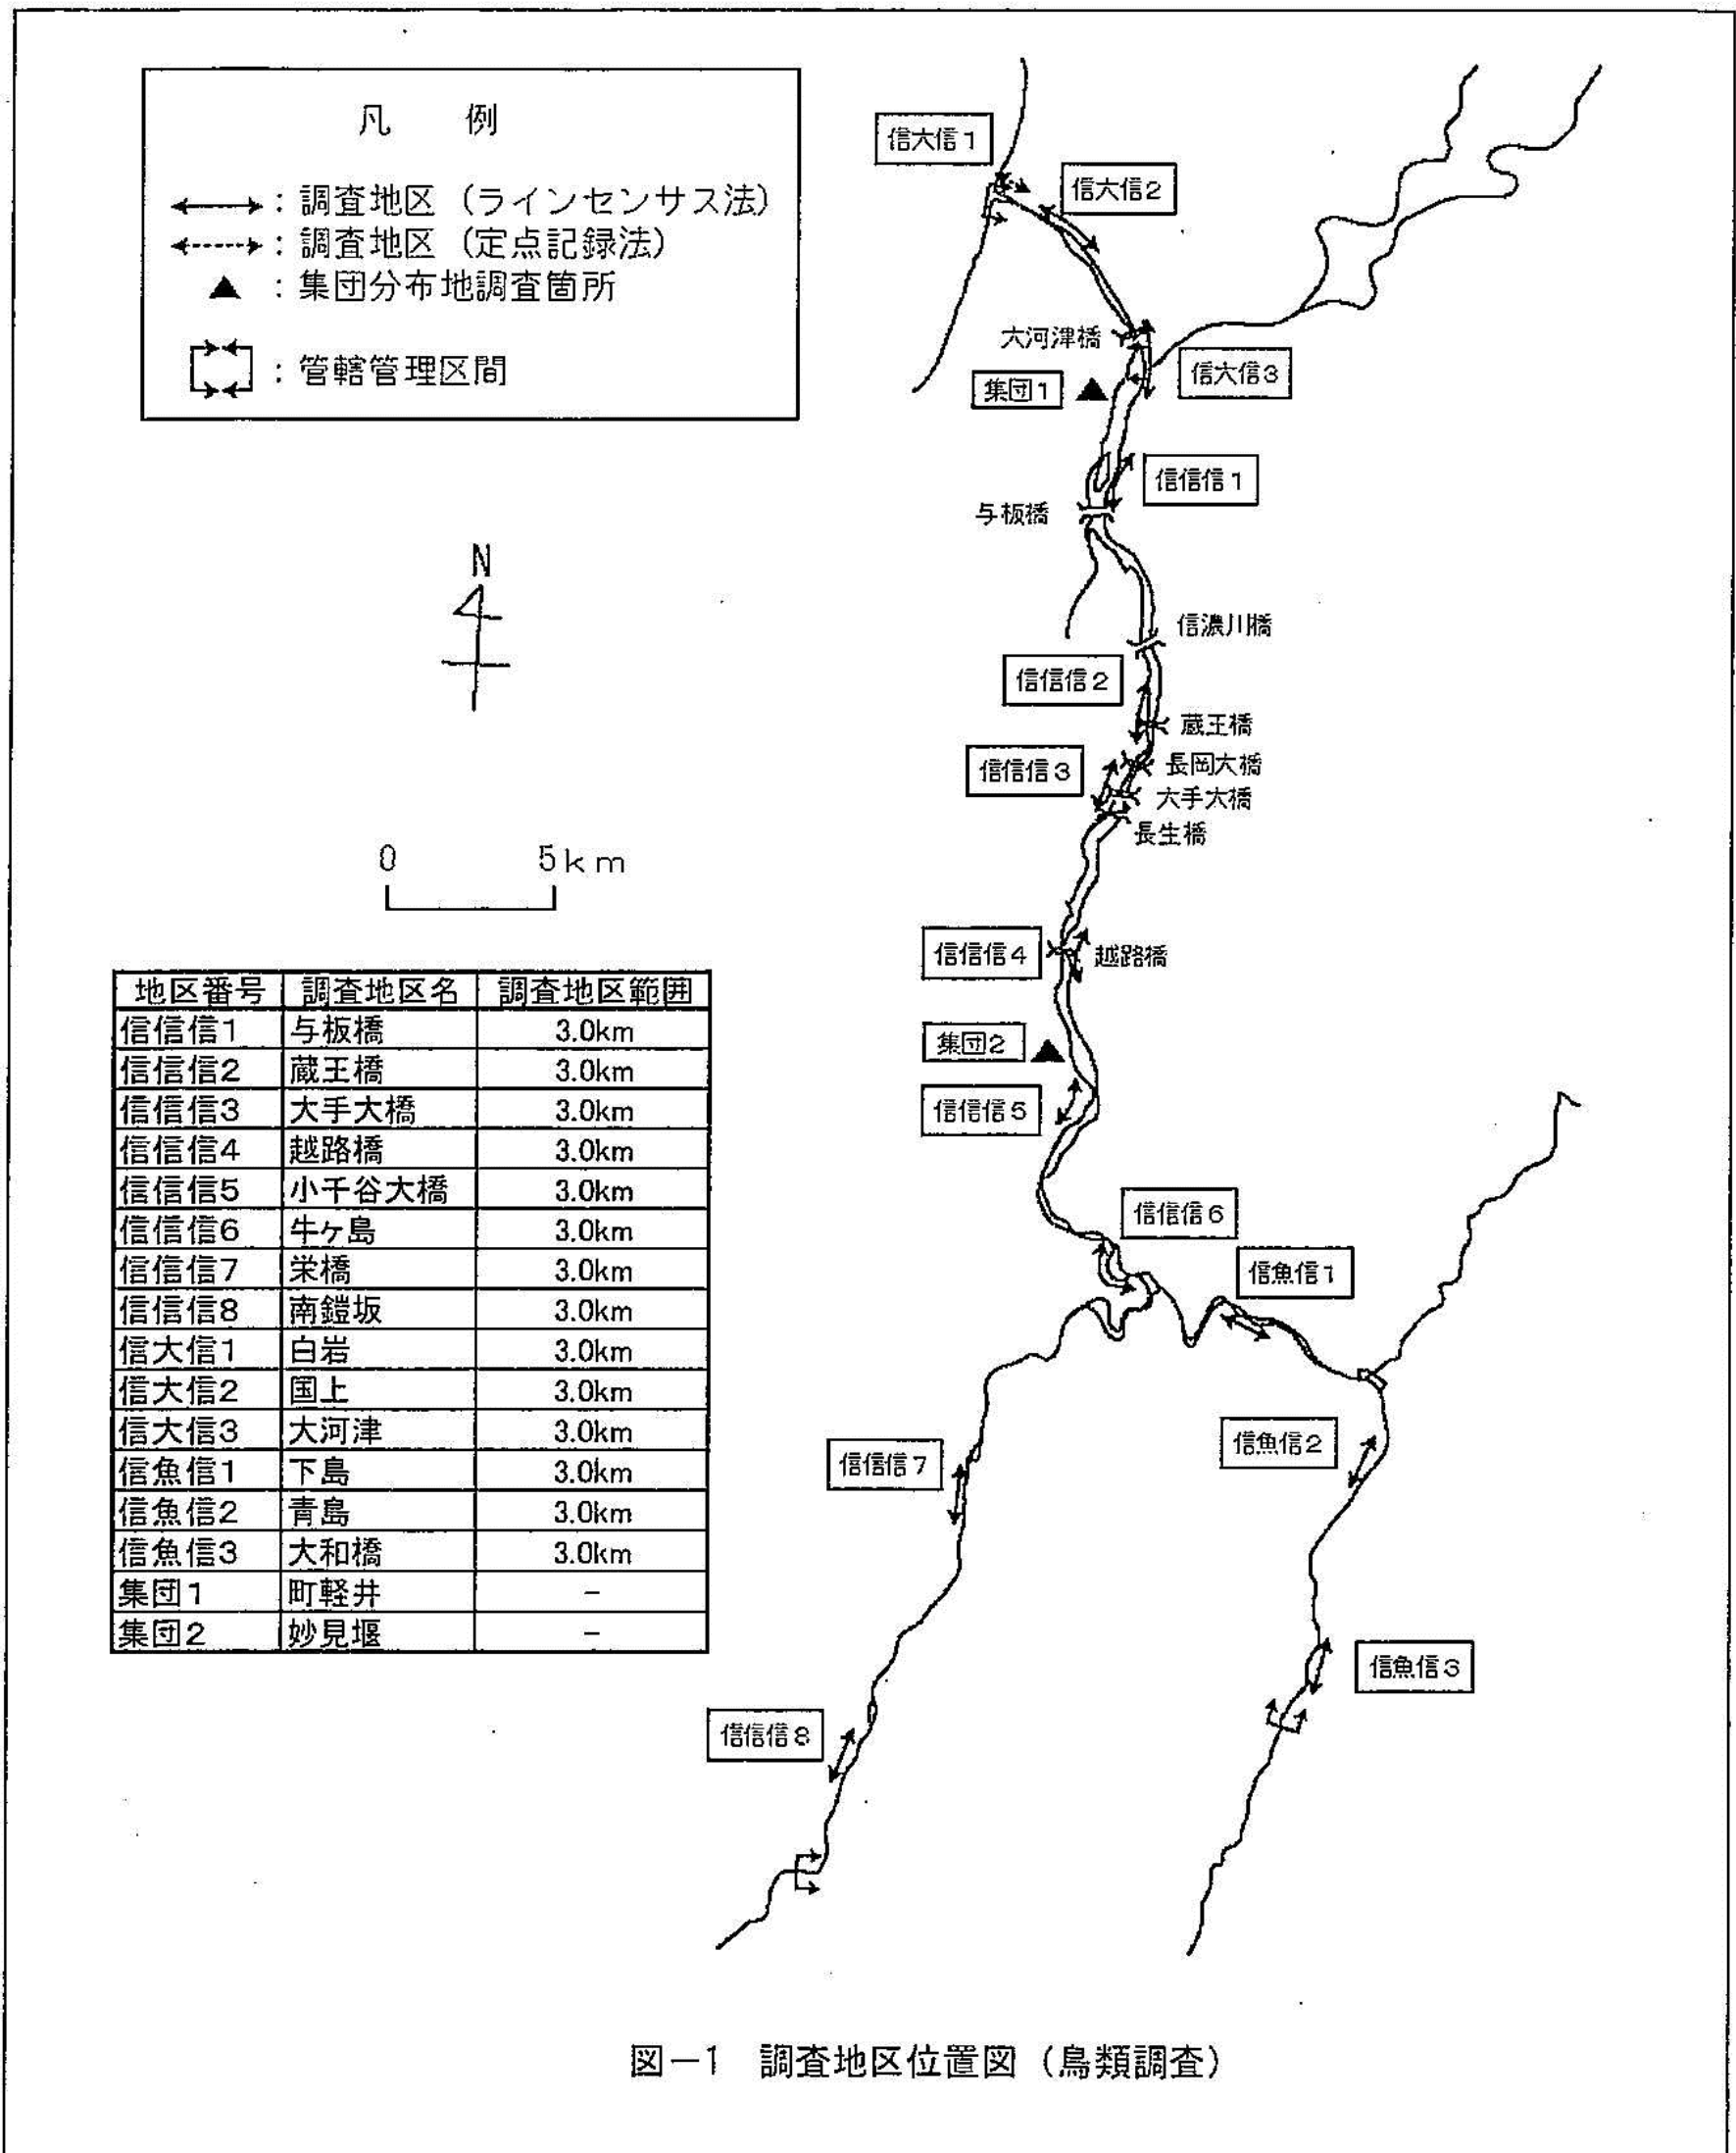 凡 例
：調査地区（ラインセンサス法）
：調査地区（定点記録法）
▲：集団分布地調査箇所
：管轄管理区間
信大信1
信大信2
大河津橋
集団1
信大信3
信信信1
与板橋
N
信濃川橋
信信信2
蔵王橋
信信信3
長岡大橋
大手大橋
長生橋
0 5km
信信信4
越路橋
集団2
信信信5
信信信6
信魚信1
信魚信2
信信信7
信魚信3
信信信8
地区番号 調査地区名 調査地区範囲
信信信1 与板橋 3.0km
信信信2 蔵王橋 3.0km
信信信3 大手大橋 3.0km
信信信4 越路橋 3.0km
信信信5 小千谷大橋 3.0km
信信信6 牛ヶ島 3.0km
信信信7 栄橋 3.0km
信信信8 南鐙坂 3.0km
信大信1 白岩 3.0km
信大信2 国上 3.0km
信大信3 大河津 3.0km
信魚信1 下島 3.0km
信魚信2 青島 3.0km
信魚信3 大和橋 3.0km
集団1 町軽井 －
集団2 妙見堰 －
図－1 調査地区位置図（鳥類調査）